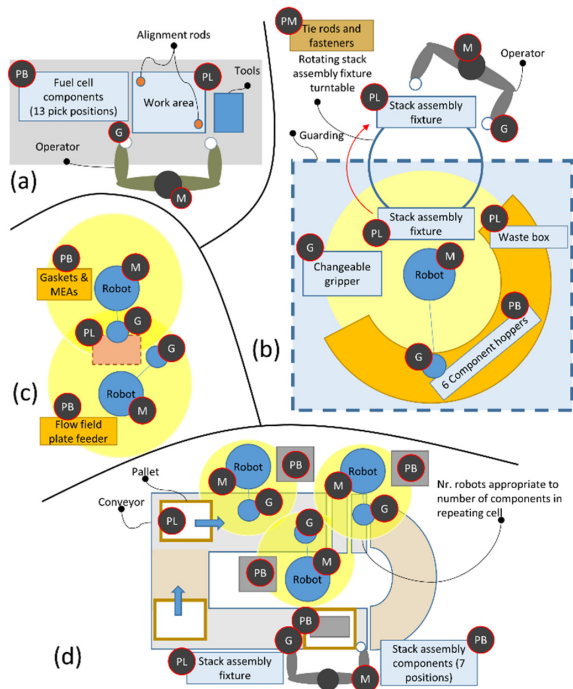 Alignment rods
PB
Fuel cell
components
(13 pick positions)
Work area
PL
Tools
G
Operator
M
(a)
PM
Tie rods and
fasteners
Rotating stack
assembly fixture
turntable
M
Operator
G
PL
Stack assembly
fixture
Guarding
Stack assembly
fixture
PL
PL
Waste box
G
Changeable
gripper
M
Robot
PB
6 Component hoppers
G
(b)
PB
Gaskets &
MEAs
M
Robot
PL
G
G
(c)
PB
Flow field
plate feeder
Robot
M
Pallet
Conveyor
PL
Robot
M
G
PB
Robot
M
G
PB
Nr. robots appropriate to
number of components in
repeating cell
G
M
Robot
PB
PB
G
M
PL
Stack assembly
fixture
Stack assembly
components (7
positions)
PB
(d)